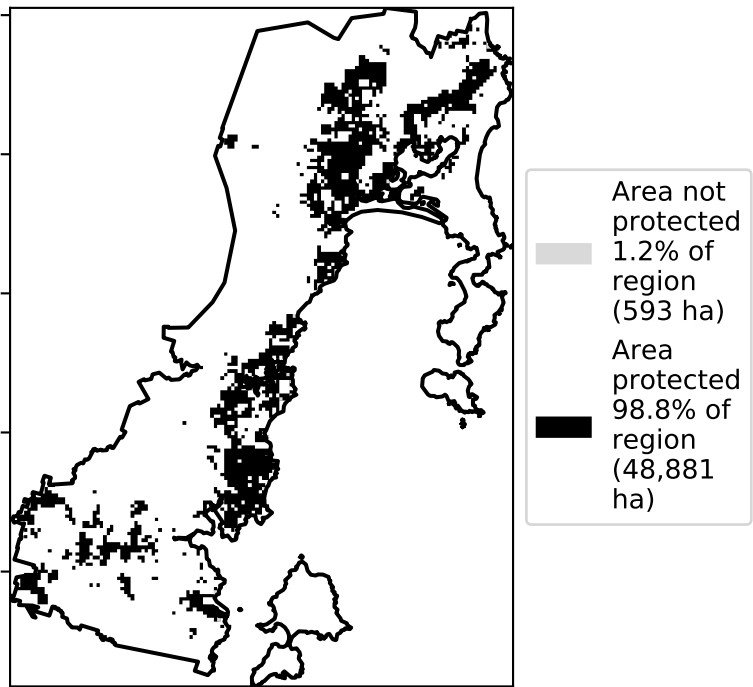 Area not
protected
1.2% of
region
(593 ha)
Area
protected
98.8% of
region
(48,881
ha)